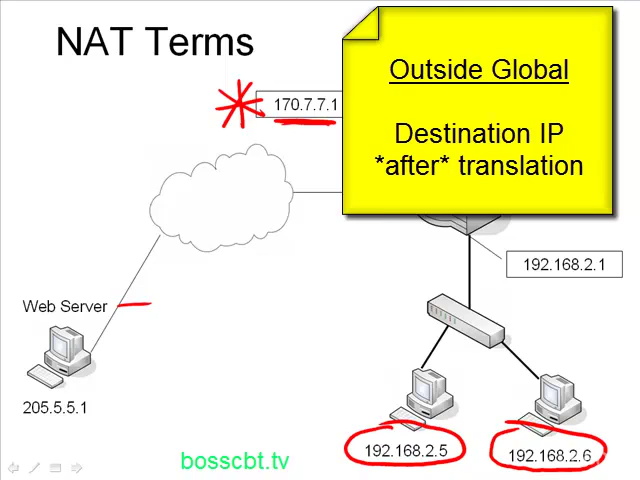 NAT Terms
Outside Global
Destination IP
*after* translation
170.7.7.1
192.168.2.1
Web Server
205.5.5.1
192.168.2.5
192.168.2.6
bosscbt.tv